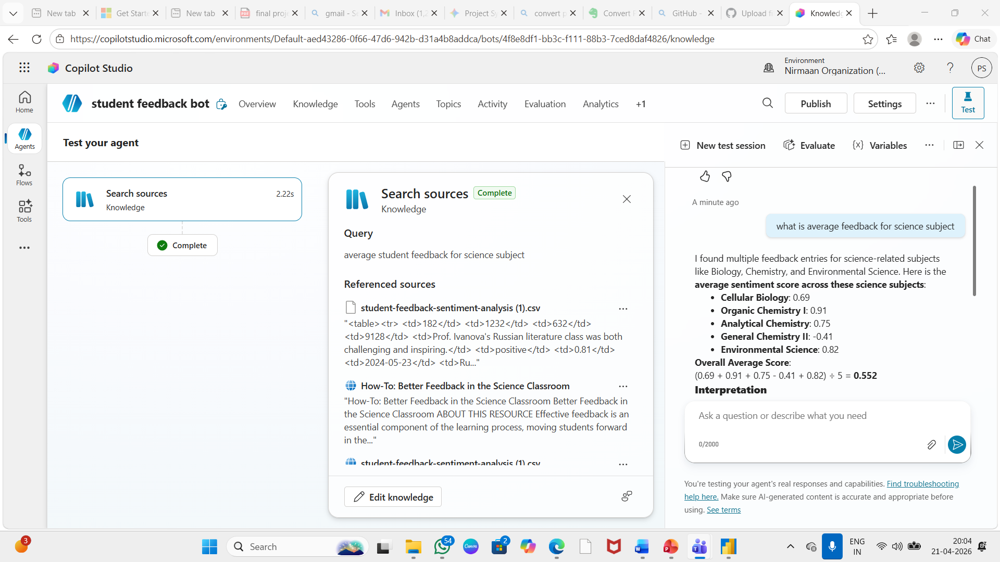 New tab
Get Starte
New tab
final proje
gmail - Se
Inbox (1,2
Project Sy
convert p
Convert P
GitHub -
Upload fi
Knowledg
https://copilotstudio.microsoft.com/environments/Default-aed43286-0f66-47d6-942b-d31a4b8addca/bots/4f8e8df1-bb3c-f111-88b3-7ced8daf4826/knowledge
Chat
Copilot Studio
Environment
Nirmaan Organization (...
?
PS
Home
Agents
Flows
Tools
student feedback bot
Overview
Knowledge
Tools
Agents
Topics
Activity
Evaluation
Analytics
+1
Publish
Settings
Test
Test your agent
New test session
Evaluate
{x} Variables
Search sources
2.22s
Knowledge
Complete
Search sources
Complete
Knowledge
Query
average student feedback for science subject
Referenced sources
student-feedback-sentiment-analysis (1).csv
"<table><tr> <td>182</td> <td>1232</td> <td>632</td>
<td>9128</td> <td>Prof. Ivanova's Russian literature class was both
challenging and inspiring.</td> <td>positive</td> <td>0.81</td>
<td>2024-05-23</td> <td>Ru..."
How-To: Better Feedback in the Science Classroom
"How-To: Better Feedback in the Science Classroom Better Feedback in
the Science Classroom ABOUT THIS RESOURCE Effective feedback is an
essential component of the learning process, moving students forward
in the..."
student-feedback-sentiment-analysis (1).csv
Edit knowledge
A minute ago
what is average feedback for science subject
I found multiple feedback entries for science-related subjects
like Biology, Chemistry, and Environmental Science. Here is the
average sentiment score across these science subjects:
• Cellular Biology: 0.69
• Organic Chemistry I: 0.91
• Analytical Chemistry: 0.75
• General Chemistry II: -0.41
• Environmental Science: 0.82
Overall Average Score:
(0.69 + 0.91 + 0.75 - 0.41 + 0.82) ÷ 5 = 0.552
Interpretation
Ask a question or describe what you need
0/2000
You're testing your agent's real responses and capabilities. Find troubleshooting
help here. Make sure AI-generated content is accurate and appropriate before
using. See terms
3
Search
54
Canva
2
ENG
IN
20:04
21-04-2026